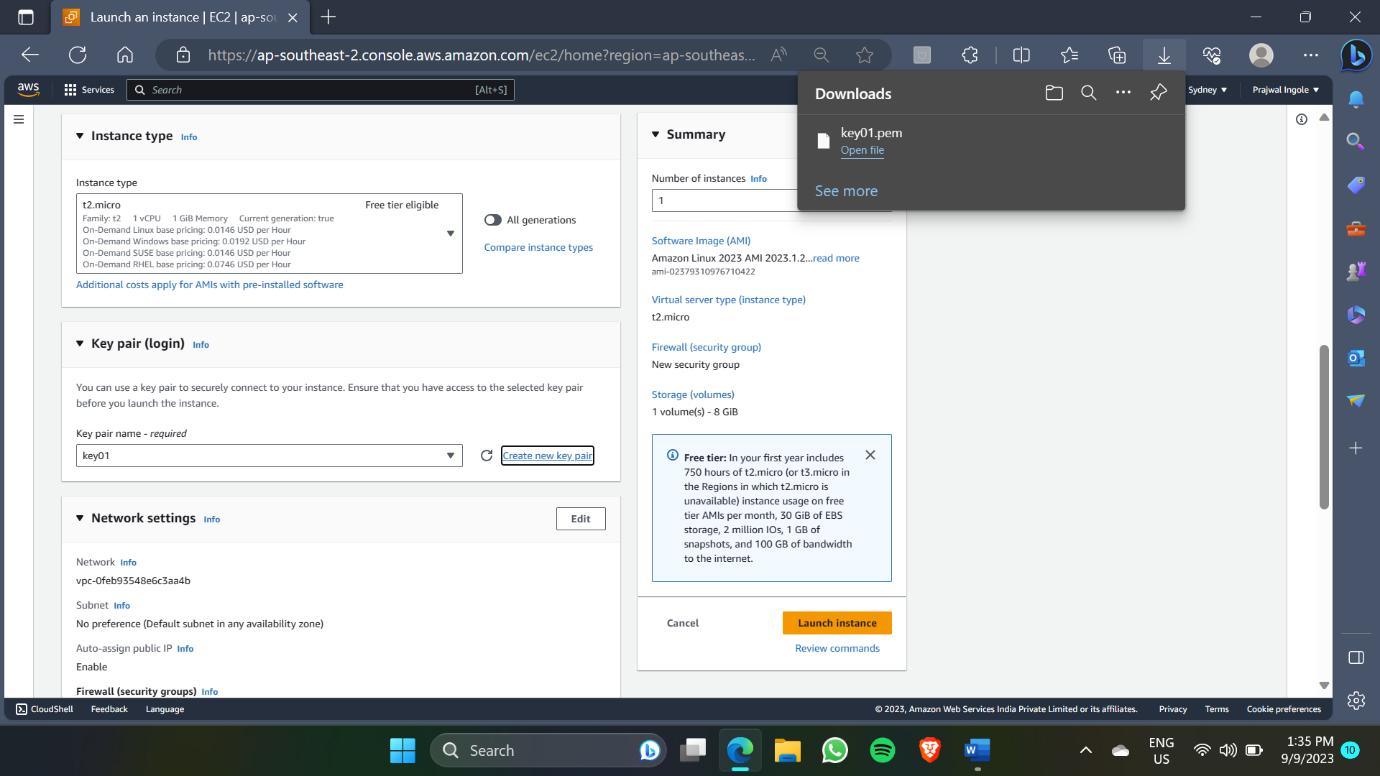 Launch an instance | EC2 | ap-sou
https://ap-southeast-2.console.aws.amazon.com/ec2/home?region=ap-southeas...
aws
Services
Search
[Alt+S]
Sydney
Prajwal Ingole
Downloads
key01.pem
Open file
See more
Instance type Info
Instance type
t2.micro Free tier eligible
Family: t2 1 vCPU 1 GiB Memory Current generation: true
On-Demand Linux base pricing: 0.0146 USD per Hour
On-Demand Windows base pricing: 0.0192 USD per Hour
On-Demand SUSE base pricing: 0.0146 USD per Hour
On-Demand RHEL base pricing: 0.0746 USD per Hour
All generations
Compare instance types
Additional costs apply for AMIs with pre-installed software
Key pair (login) Info
You can use a key pair to securely connect to your instance. Ensure that you have access to the selected key pair
before you launch the instance.
Key pair name - required
key01
Create new key pair
Network settings Info
Edit
Network Info
vpc-0feb93548e6c3aa4b
Subnet Info
No preference (Default subnet in any availability zone)
Auto-assign public IP Info
Enable
Firewall (security groups) Info
Summary
Number of instances Info
1
Software Image (AMI)
Amazon Linux 2023 AMI 2023.1.2...read more
ami-02379310976710422
Virtual server type (instance type)
t2.micro
Firewall (security group)
New security group
Storage (volumes)
1 volume(s) - 8 GiB
Free tier: In your first year includes
750 hours of t2.micro (or t3.micro in
the Regions in which t2.micro is
unavailable) instance usage on free
tier AMIs per month, 30 GiB of EBS
storage, 2 million IOs, 1 GB of
snapshots, and 100 GB of bandwidth
to the internet.
Cancel
Launch instance
Review commands
CloudShell Feedback Language
© 2023, Amazon Web Services India Private Limited or its affiliates. Privacy Terms Cookie preferences
Search
ENG
US
1:35 PM
9/9/2023
10